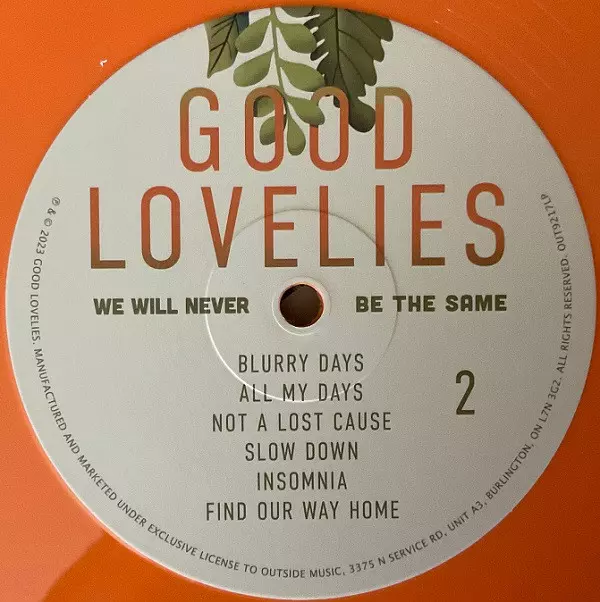 GOOD
LOVELIES
WE WILL NEVER BE THE SAME
BLURRY DAYS
ALL MY DAYS
NOT A LOST CAUSE
SLOW DOWN
INSOMNIA
FIND OUR WAY HOME
2
℗ & © 2023 GOOD LOVELIES. MANUFACTURED AND MARKETED UNDER EXCLUSIVE LICENSE TO OUTSIDE MUSIC, 3375 N SERVICE RD, UNIT A3, BURLINGTON, ON L7N 3G2. ALL RIGHTS RESERVED. OUT9217LP